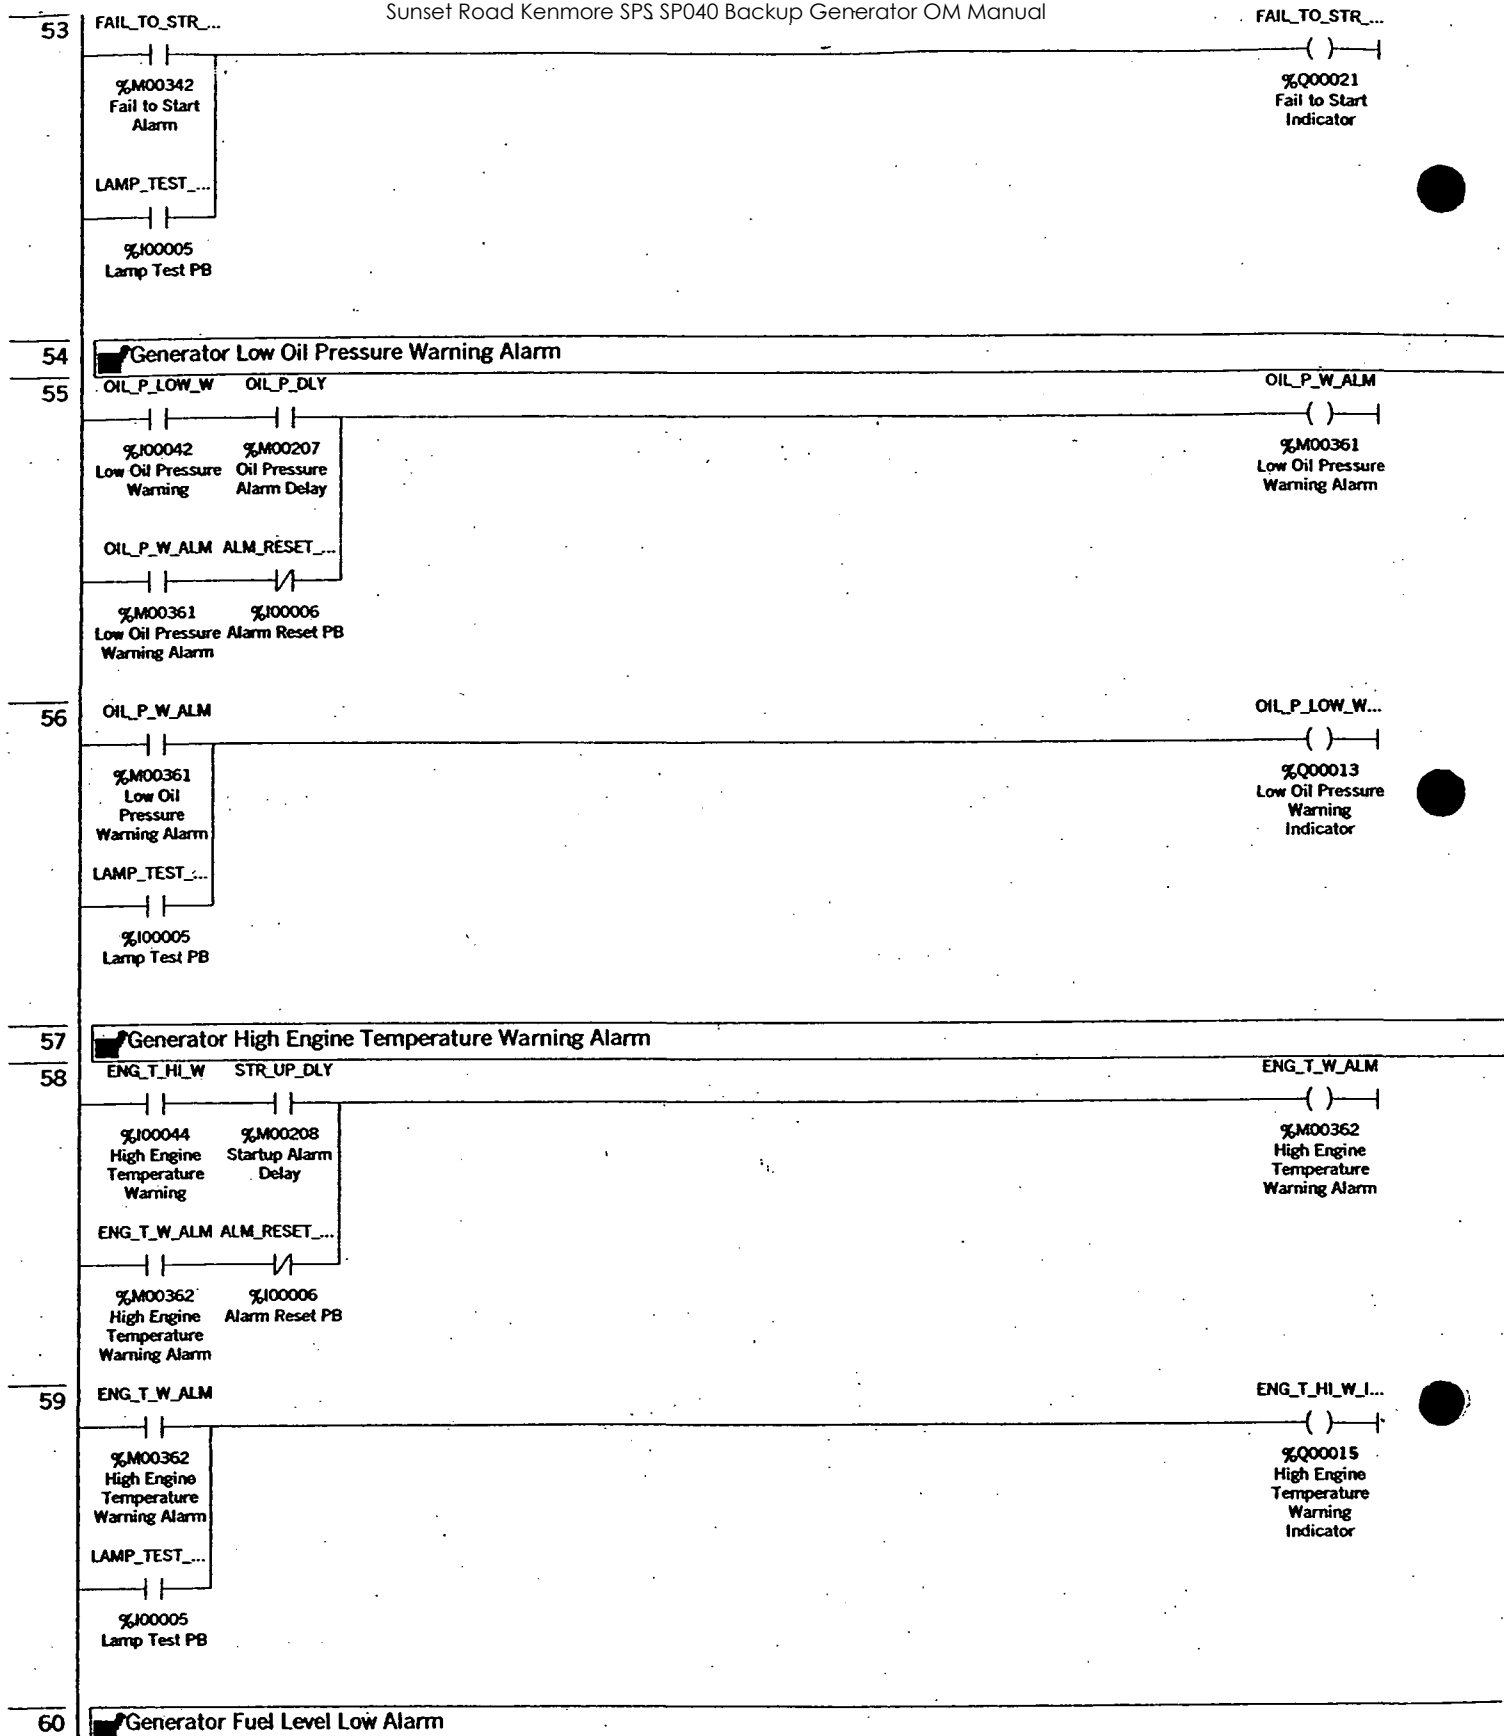 Sunset Road Kenmore SPS SP040 Backup Generator OM Manual
53
FAIL_TO_STR_...
FAIL_TO_STR_...
%M00342
Fail to Start
Alarm
%Q00021
Fail to Start
Indicator
LAMP_TEST_...
%I00005
Lamp Test PB
54
Generator Low Oil Pressure Warning Alarm
55
OIL_P_LOW_W
OIL_P_DLY
OIL_P_W_ALM
%I00042
Low Oil Pressure
Warning
%M00207
Oil Pressure
Alarm Delay
%M00361
Low Oil Pressure
Warning Alarm
OIL_P_W_ALM
ALM_RESET_...
%M00361
Low Oil Pressure
Warning Alarm
%I00006
Alarm Reset PB
56
OIL_P_W_ALM
OIL_P_LOW_W...
%M00361
Low Oil
Pressure
Warning Alarm
%Q00013
Low Oil Pressure
Warning
Indicator
LAMP_TEST_...
%I00005
Lamp Test PB
57
Generator High Engine Temperature Warning Alarm
58
ENG_T_HI_W
STR_UP_DLY
ENG_T_W_ALM
%I00044
High Engine
Temperature
Warning
%M00208
Startup Alarm
Delay
%M00362
High Engine
Temperature
Warning Alarm
ENG_T_W_ALM
ALM_RESET_...
%M00362
High Engine
Temperature
Warning Alarm
%I00006
Alarm Reset PB
59
ENG_T_W_ALM
ENG_T_HI_W_I...
%M00362
High Engine
Temperature
Warning Alarm
%Q00015
High Engine
Temperature
Warning
Indicator
LAMP_TEST_...
%I00005
Lamp Test PB
60
Generator Fuel Level Low Alarm